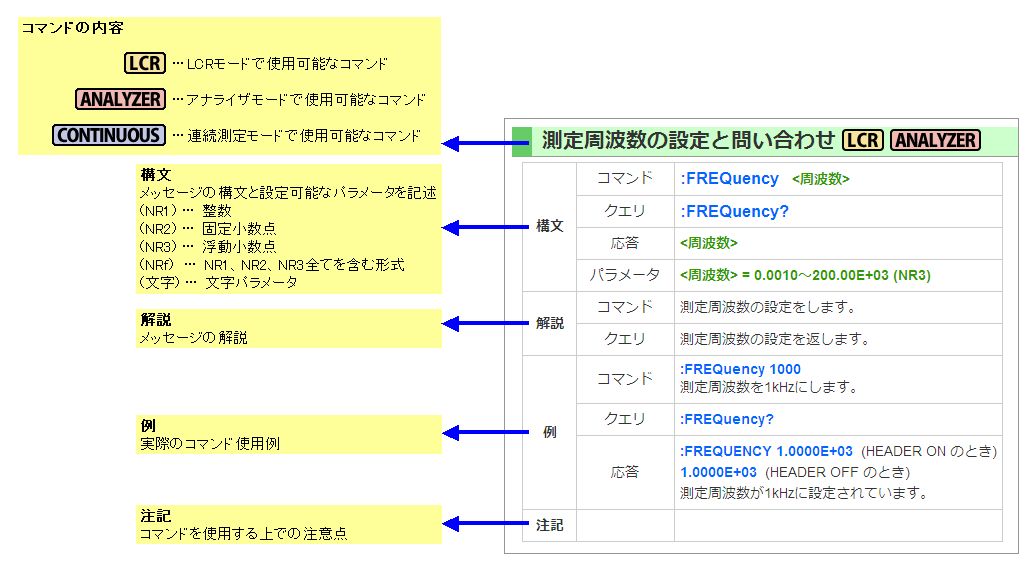 コマンドの内容
LCR … LCRモードで使用可能なコマンド
ANALYZER … アナライザモードで使用可能なコマンド
CONTINUOUS … 連続測定モードで使用可能なコマンド
構文
メッセージの構文と設定可能なパラメータを記述
(NR1) … 整数
(NR2) … 固定小数点
(NR3) … 浮動小数点
(NRf) … NR1、NR2、NR3全てを含む形式
(文字) … 文字パラメータ
解説
メッセージの解説
例
実際のコマンド使用例
注記
コマンドを使用する上での注意点
測定周波数の設定と問い合わせ LCR ANALYZER
構文
コマンド :FREQuency <周波数>
クエリ :FREQuency?
応答 <周波数>
パラメータ <周波数> = 0.0010～200.00E+03 (NR3)
解説
コマンド 測定周波数の設定をします。
クエリ 測定周波数の設定を返します。
例
コマンド :FREQuency 1000
測定周波数を1kHzにします。
クエリ :FREQuency?
応答 :FREQUENCY 1.0000E+03 (HEADER ON のとき)
1.0000E+03 (HEADER OFF のとき)
測定周波数が1kHzに設定されています。
注記